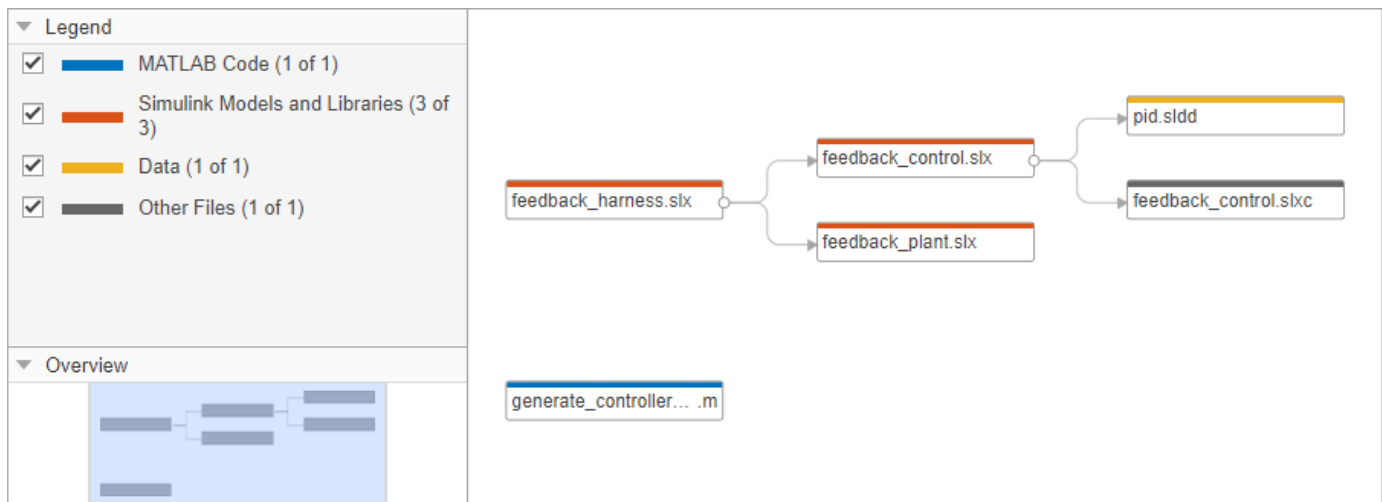 Legend
MATLAB Code (1 of 1)
Simulink Models and Libraries (3 of
3)
Data (1 of 1)
Other Files (1 of 1)
Overview
feedback_harness.slx
feedback_control.slx
feedback_plant.slx
pid.sldd
feedback_control.slxc
generate_controller... .m